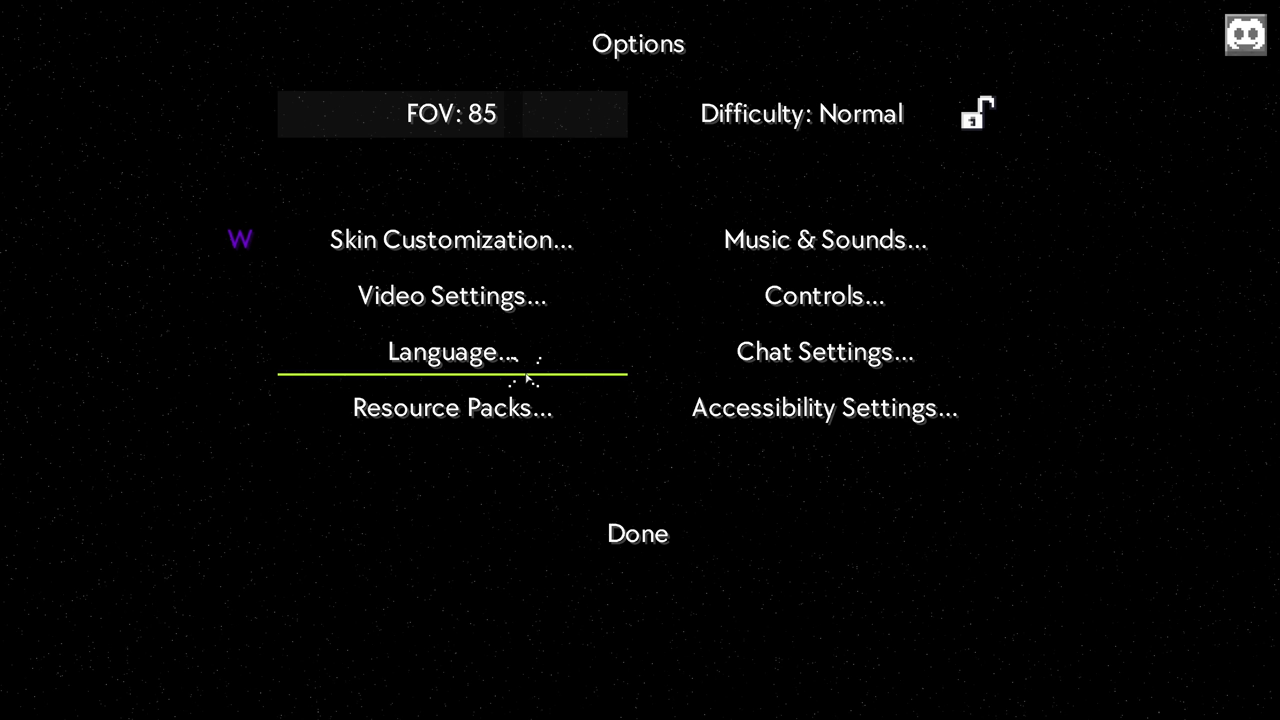 Options
FOV: 85
Difficulty: Normal
W
Skin Customization...
Music & Sounds...
Video Settings...
Controls...
Language...
Chat Settings...
Resource Packs...
Accessibility Settings...
Done